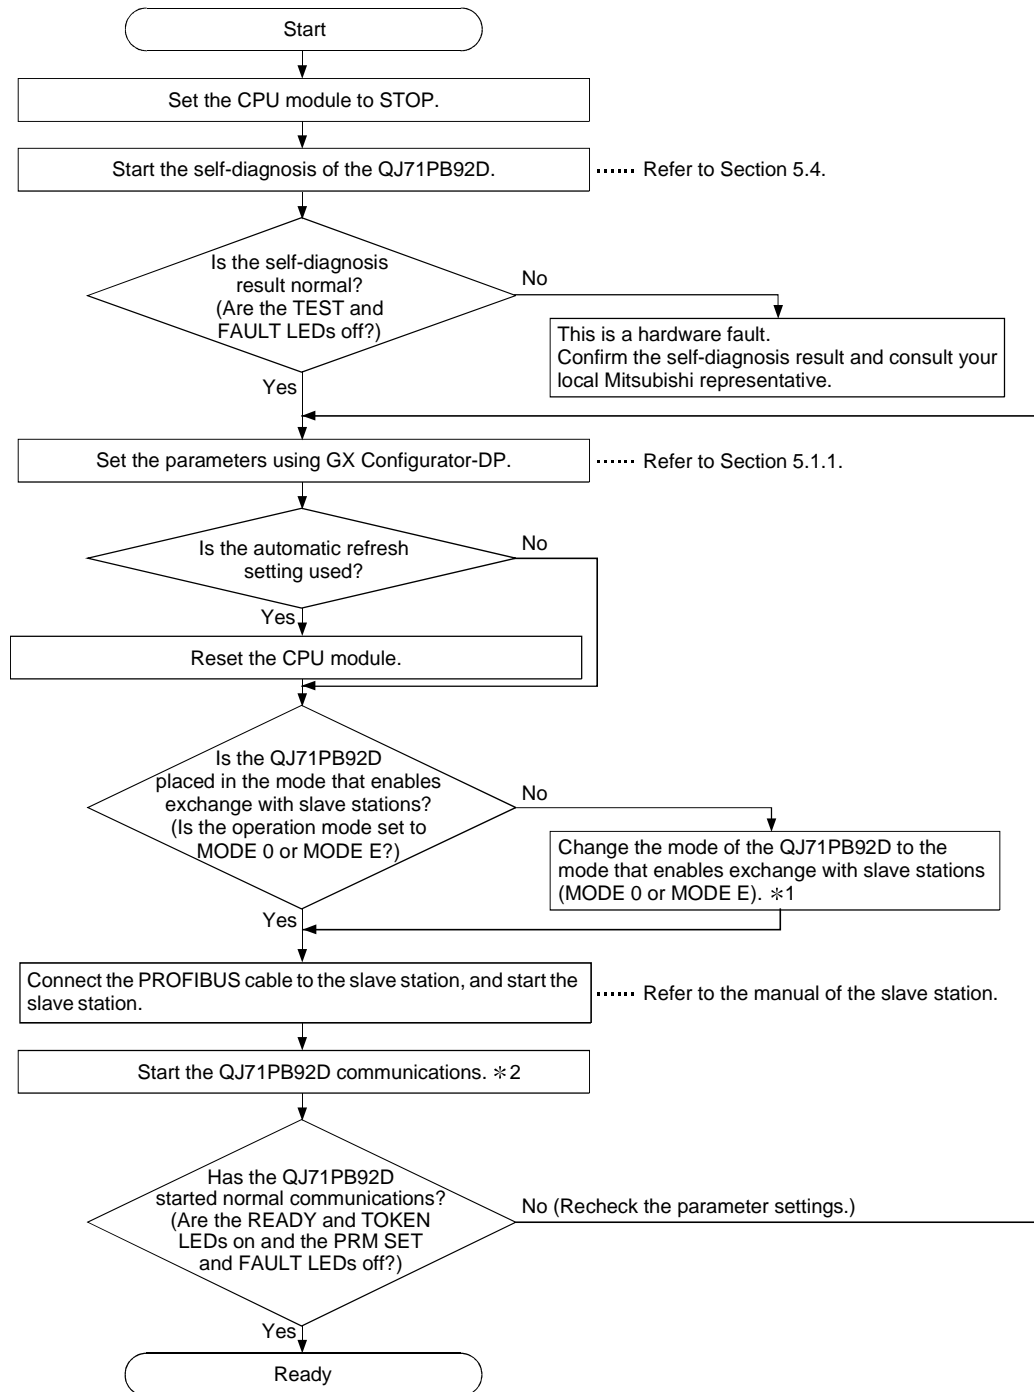 Start
Set the CPU module to STOP.
Start the self-diagnosis of the QJ71PB92D.
Refer to Section 5.4.
Is the self-diagnosis
result normal?
(Are the TEST and
FAULT LEDs off?)
No
This is a hardware fault.
Confirm the self-diagnosis result and consult your
local Mitsubishi representative.
Yes
Set the parameters using GX Configurator-DP.
Refer to Section 5.1.1.
Is the automatic refresh
setting used?
No
Yes
Reset the CPU module.
Is the QJ71PB92D
placed in the mode that enables
exchange with slave stations?
(Is the operation mode set to
MODE 0 or MODE E?)
No
Change the mode of the QJ71PB92D to the
mode that enables exchange with slave stations
(MODE 0 or MODE E). ＊1
Yes
Connect the PROFIBUS cable to the slave station, and start the
slave station.
Refer to the manual of the slave station.
Start the QJ71PB92D communications. ＊2
Has the QJ71PB92D
started normal communications?
(Are the READY and TOKEN
LEDs on and the PRM SET
and FAULT LEDs off?)
No (Recheck the parameter settings.)
Yes
Ready